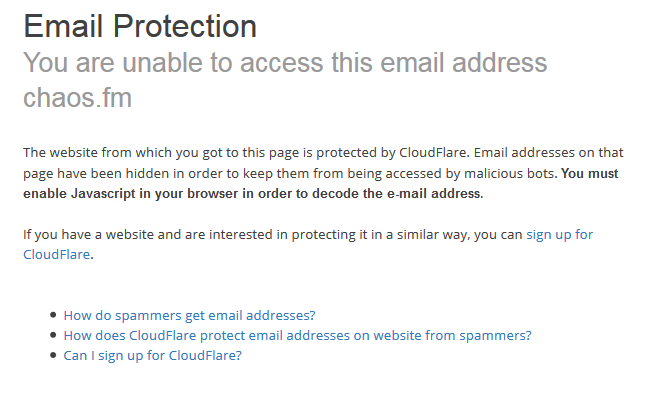 Email Protection
You are unable to access this email address
chaos.fm
The website from which you got to this page is protected by CloudFlare. Email addresses on that
page have been hidden in order to keep them from being accessed by malicious bots. You must
enable Javascript in your browser in order to decode the e-mail address.
If you have a website and are interested in protecting it in a similar way, you can sign up for
CloudFlare.
How do spammers get email addresses?
How does CloudFlare protect email addresses on website from spammers?
Can I sign up for CloudFlare?